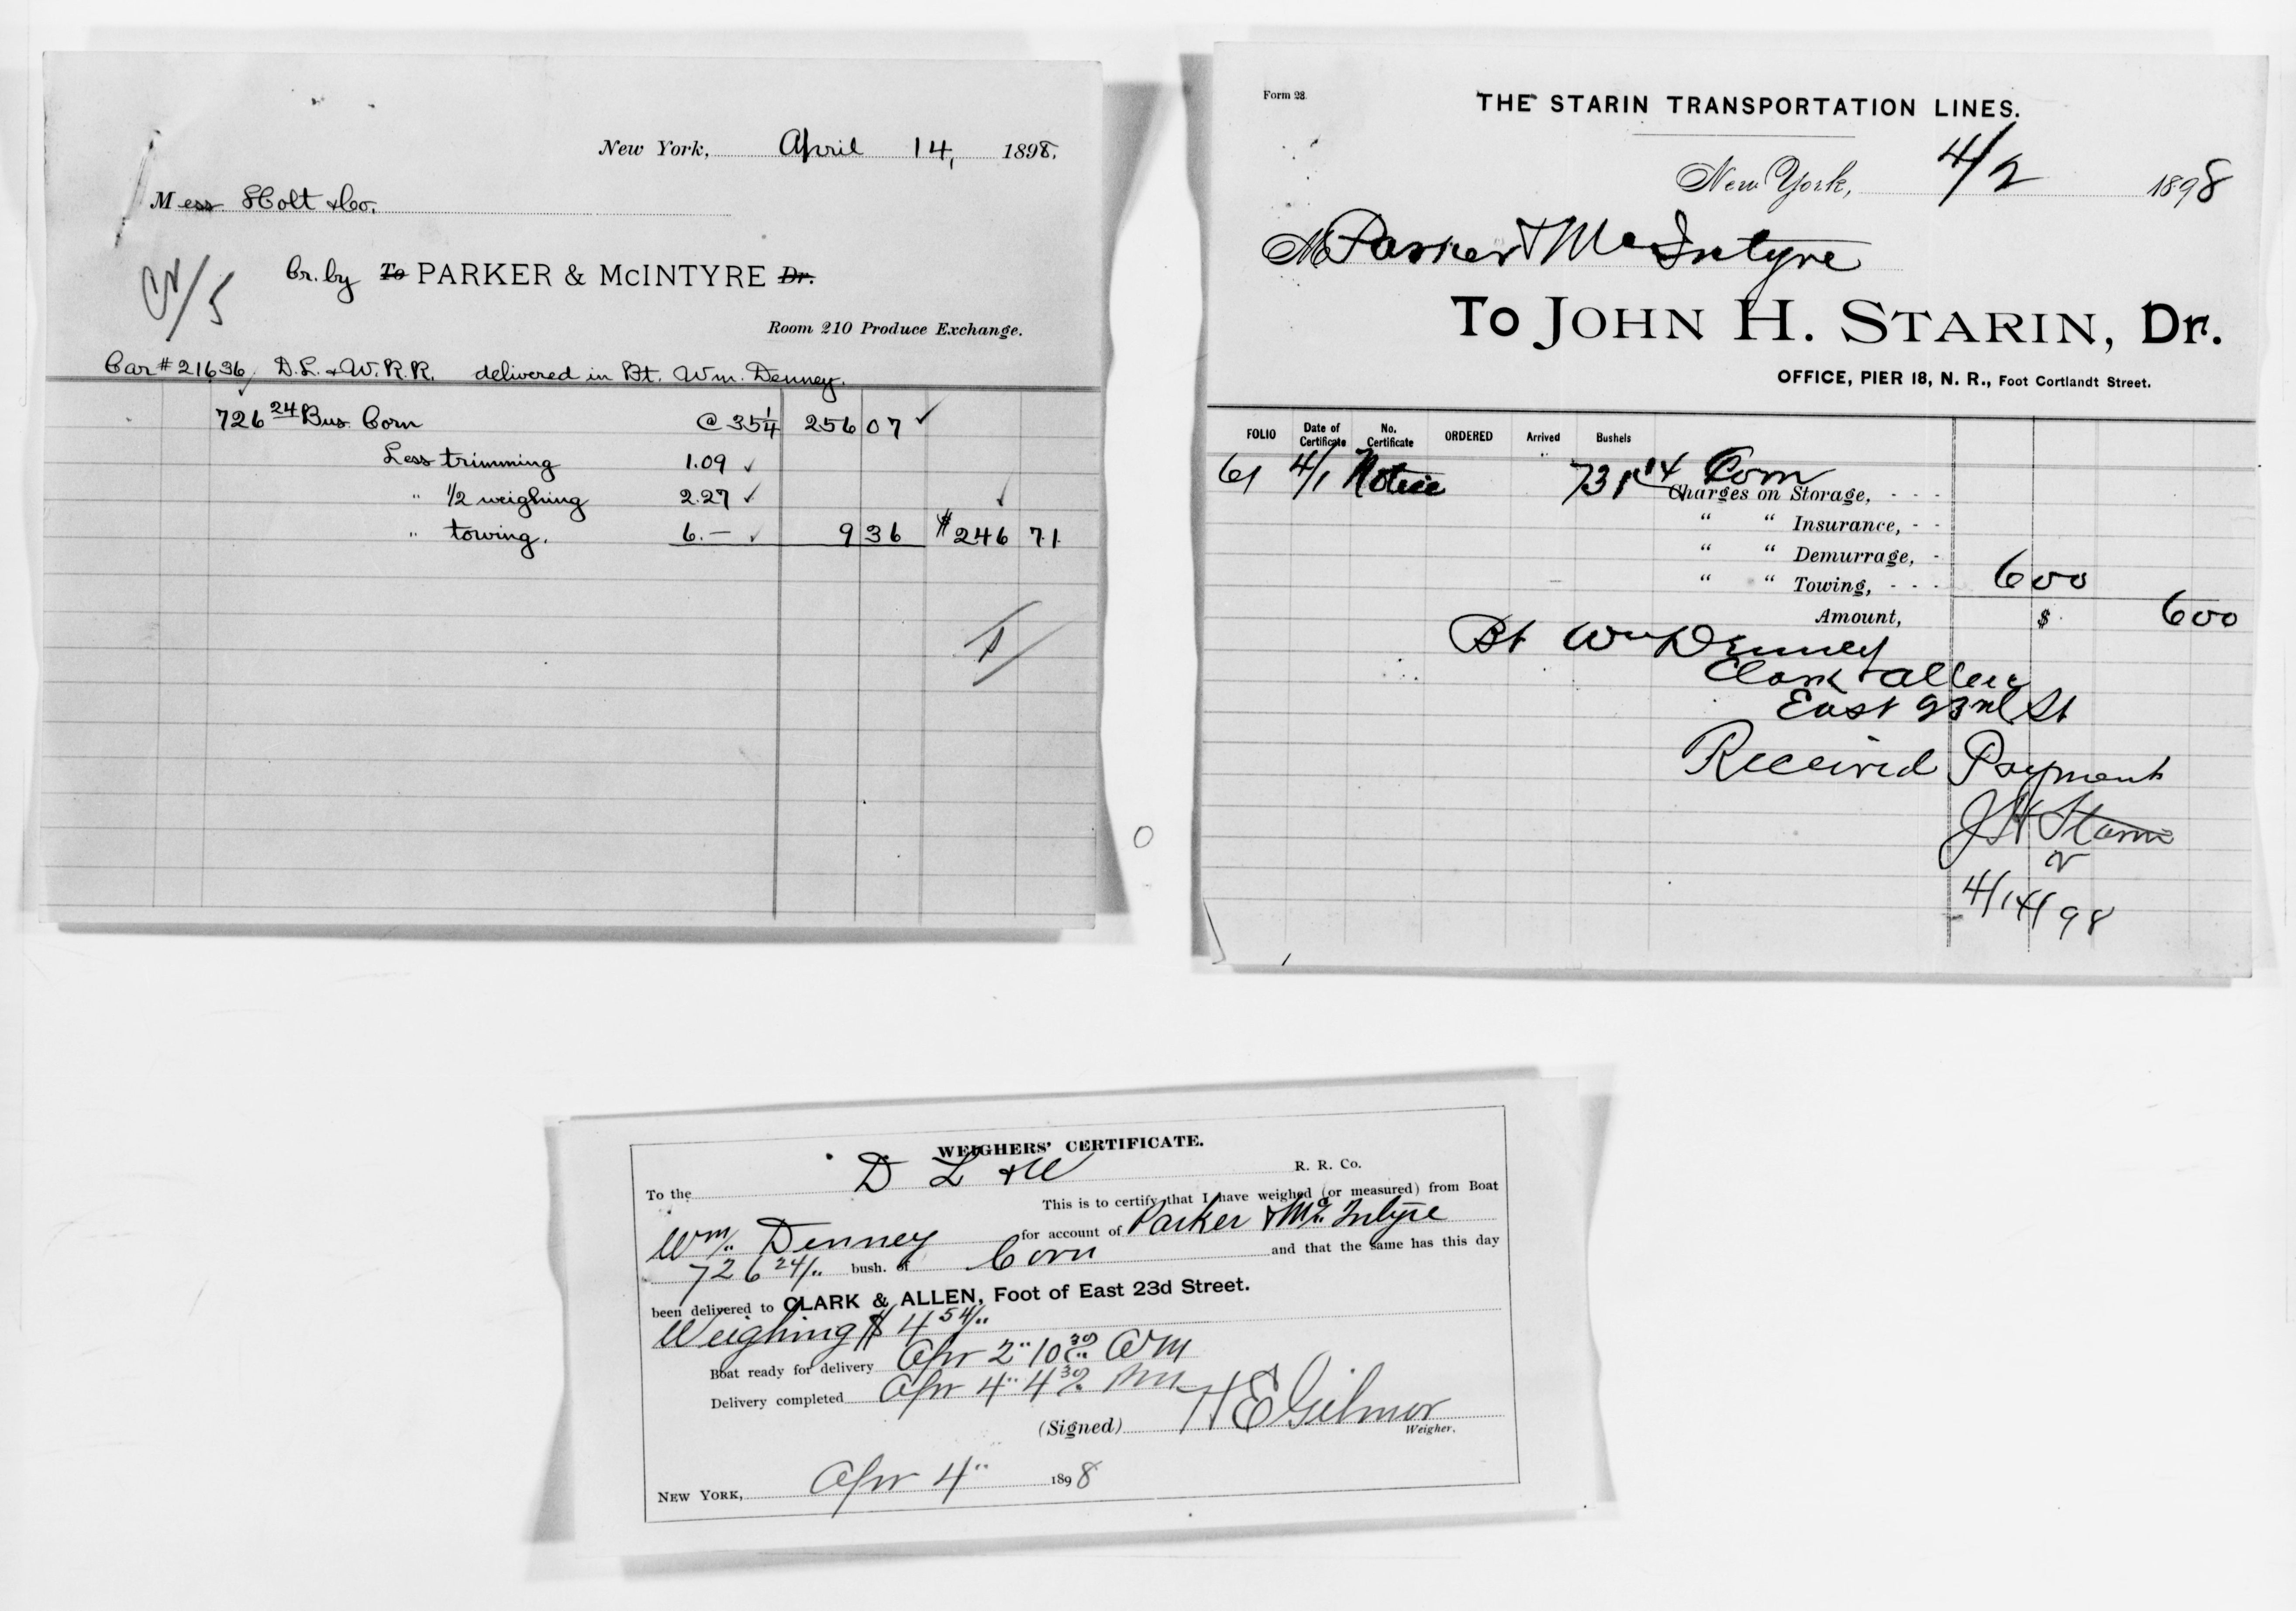 New York, April 14, 1898.
Mess Holt & Co.
Cr/5
Cr. by To PARKER & McINTYRE Dr.
Room 210 Produce Exchange.
Car # 21636 D.L. & W.R.R. delivered in Bt. Wm. Denney.
726 24 Bus Corn @ 35 1/4 256 07 ✓
Less trimming 1.09 ✓
" 1/2 weighing 2.27 ✓ ✓
" towing. 6.— ✓ 9 36 $246 71
Form 28.
THE STARIN TRANSPORTATION LINES.
New York, 4/2 1898
M Parker & McIntyre
To JOHN H. STARIN, Dr.
OFFICE, PIER 18, N. R., Foot Cortlandt Street.
FOLIO Date of Certificate No. Certificate ORDERED Arrived Bushels
61 4/1 Notice 731 14 Corn
Charges on Storage, - - -
" " Insurance, - -
" " Demurrage, -
" " Towing, - - - 600
Amount, $ 600
Bt Wm Denney
Clark & Allen
East 23rd St
Received Payment
J H Starin
4/14/98
WEIGHERS' CERTIFICATE.
To the D L & W R. R. Co.
This is to certify that I have weighed (or measured) from Boat
Wm. Denney for account of Parker & Mc.Intyre
726 24/.. bush. of Corn and that the same has this day
been delivered to CLARK & ALLEN, Foot of East 23d Street.
Weighing $ 4 54/..
Boat ready for delivery Apr 2" 10 30 AM
Delivery completed Apr 4" 4 30 PM
(Signed) H E Gilmor
Weigher.
NEW YORK, Apr 4" 1898